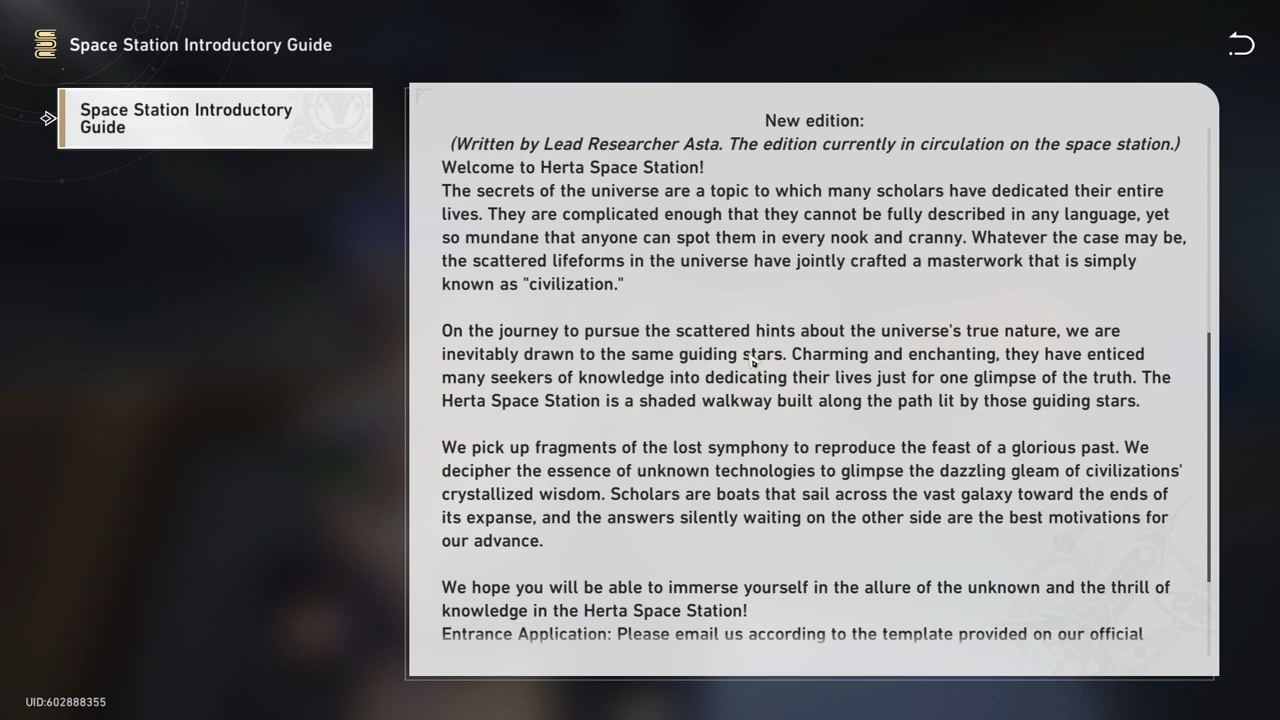 Space Station Introductory Guide
Space Station Introductory
Guide
New edition:
(Written by Lead Researcher Asta. The edition currently in circulation on the space station.)
Welcome to Herta Space Station!
The secrets of the universe are a topic to which many scholars have dedicated their entire
lives. They are complicated enough that they cannot be fully described in any language, yet
so mundane that anyone can spot them in every nook and cranny. Whatever the case may be,
the scattered lifeforms in the universe have jointly crafted a masterwork that is simply
known as "civilization."
On the journey to pursue the scattered hints about the universe's true nature, we are
inevitably drawn to the same guiding stars. Charming and enchanting, they have enticed
many seekers of knowledge into dedicating their lives just for one glimpse of the truth. The
Herta Space Station is a shaded walkway built along the path lit by those guiding stars.
We pick up fragments of the lost symphony to reproduce the feast of a glorious past. We
decipher the essence of unknown technologies to glimpse the dazzling gleam of civilizations'
crystallized wisdom. Scholars are boats that sail across the vast galaxy toward the ends of
its expanse, and the answers silently waiting on the other side are the best motivations for
our advance.
We hope you will be able to immerse yourself in the allure of the unknown and the thrill of
knowledge in the Herta Space Station!
Entrance Application: Please email us according to the template provided on our official
UID:602888355